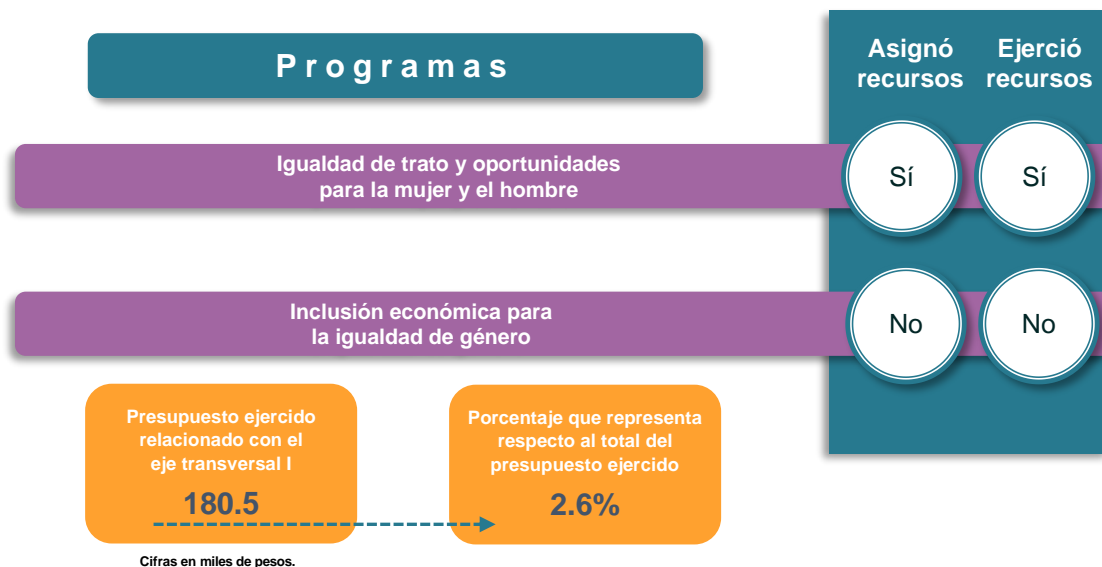 Programas
Asignó
recursos
Ejerció
recursos
Igualdad de trato y oportunidades
para la mujer y el hombre
Sí
Sí
Inclusión económica para
la igualdad de género
No
No
Presupuesto ejercido
relacionado con el
eje transversal I
180.5
Porcentaje que representa
respecto al total del
presupuesto ejercido
2.6%
Cifras en miles de pesos.